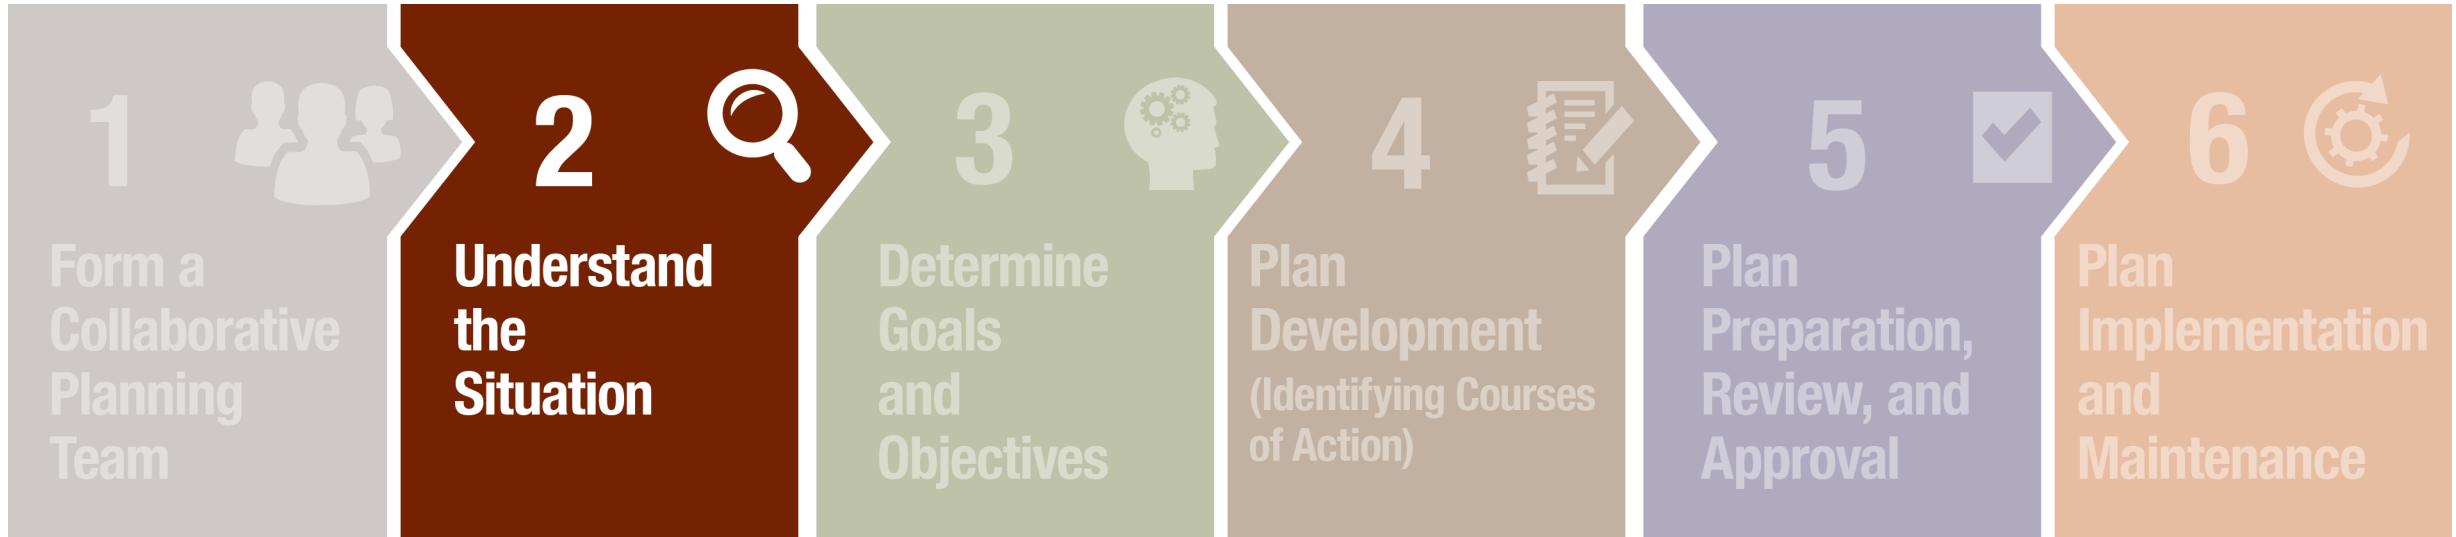 1
Form a
Collaborative
Planning
Team
2
Understand
the
Situation
3
Determine
Goals
and
Objectives
4
Plan
Development
(Identifying Courses
of Action)
5
Plan
Preparation,
Review, and
Approval
6
Plan
Implementation
and
Maintenance